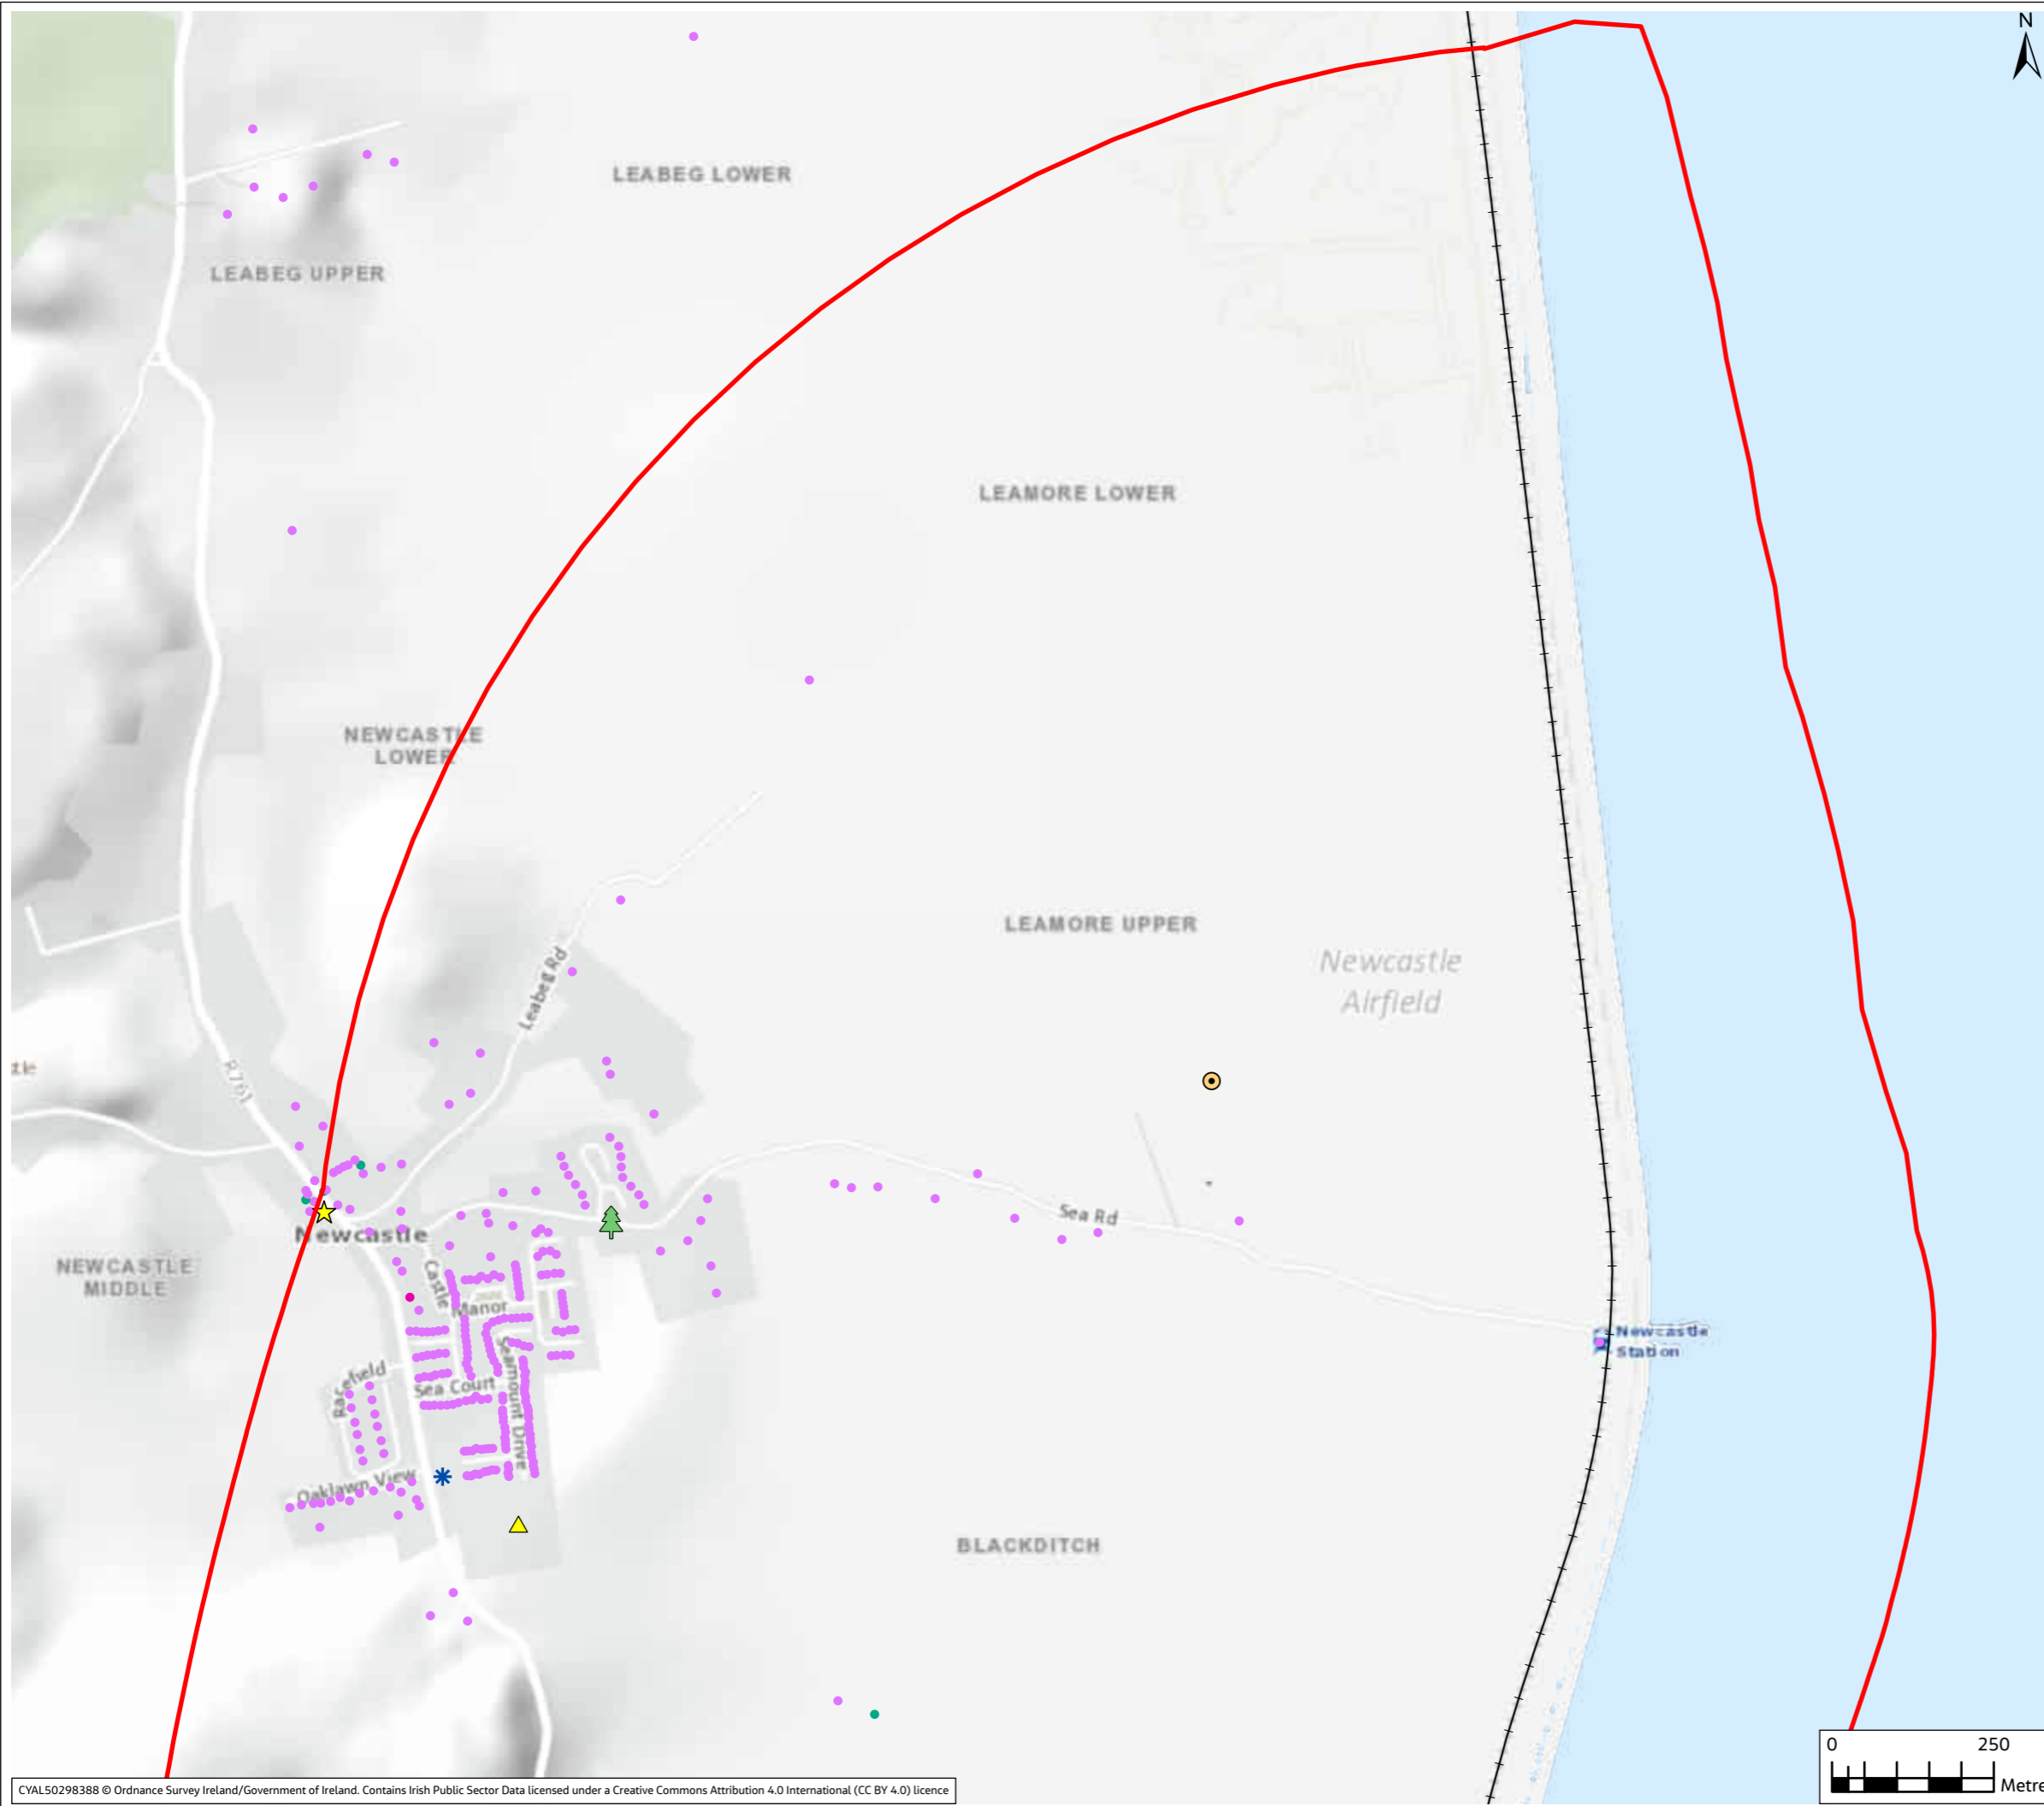 N
LEABEG LOWER
LEABEG UPPER
LEAMORE LOWER
NEWCASTLE
LOWER
LEAMORE UPPER
Newcastle
Airfield
Leabeg Rd
tle
R761
Sea Rd
Newcastle
NEWCASTLE
MIDDLE
Castle
Manor
Newcastle
Station
Seamount Drive
Racefield
Sea Court
Oaklawn View
BLACKDITCH
0 250
Metre
CYAL50298388 © Ordnance Survey Ireland/Government of Ireland. Contains Irish Public Sector Data licensed under a Creative Commons Attribution 4.0 International (CC BY 4.0) licence